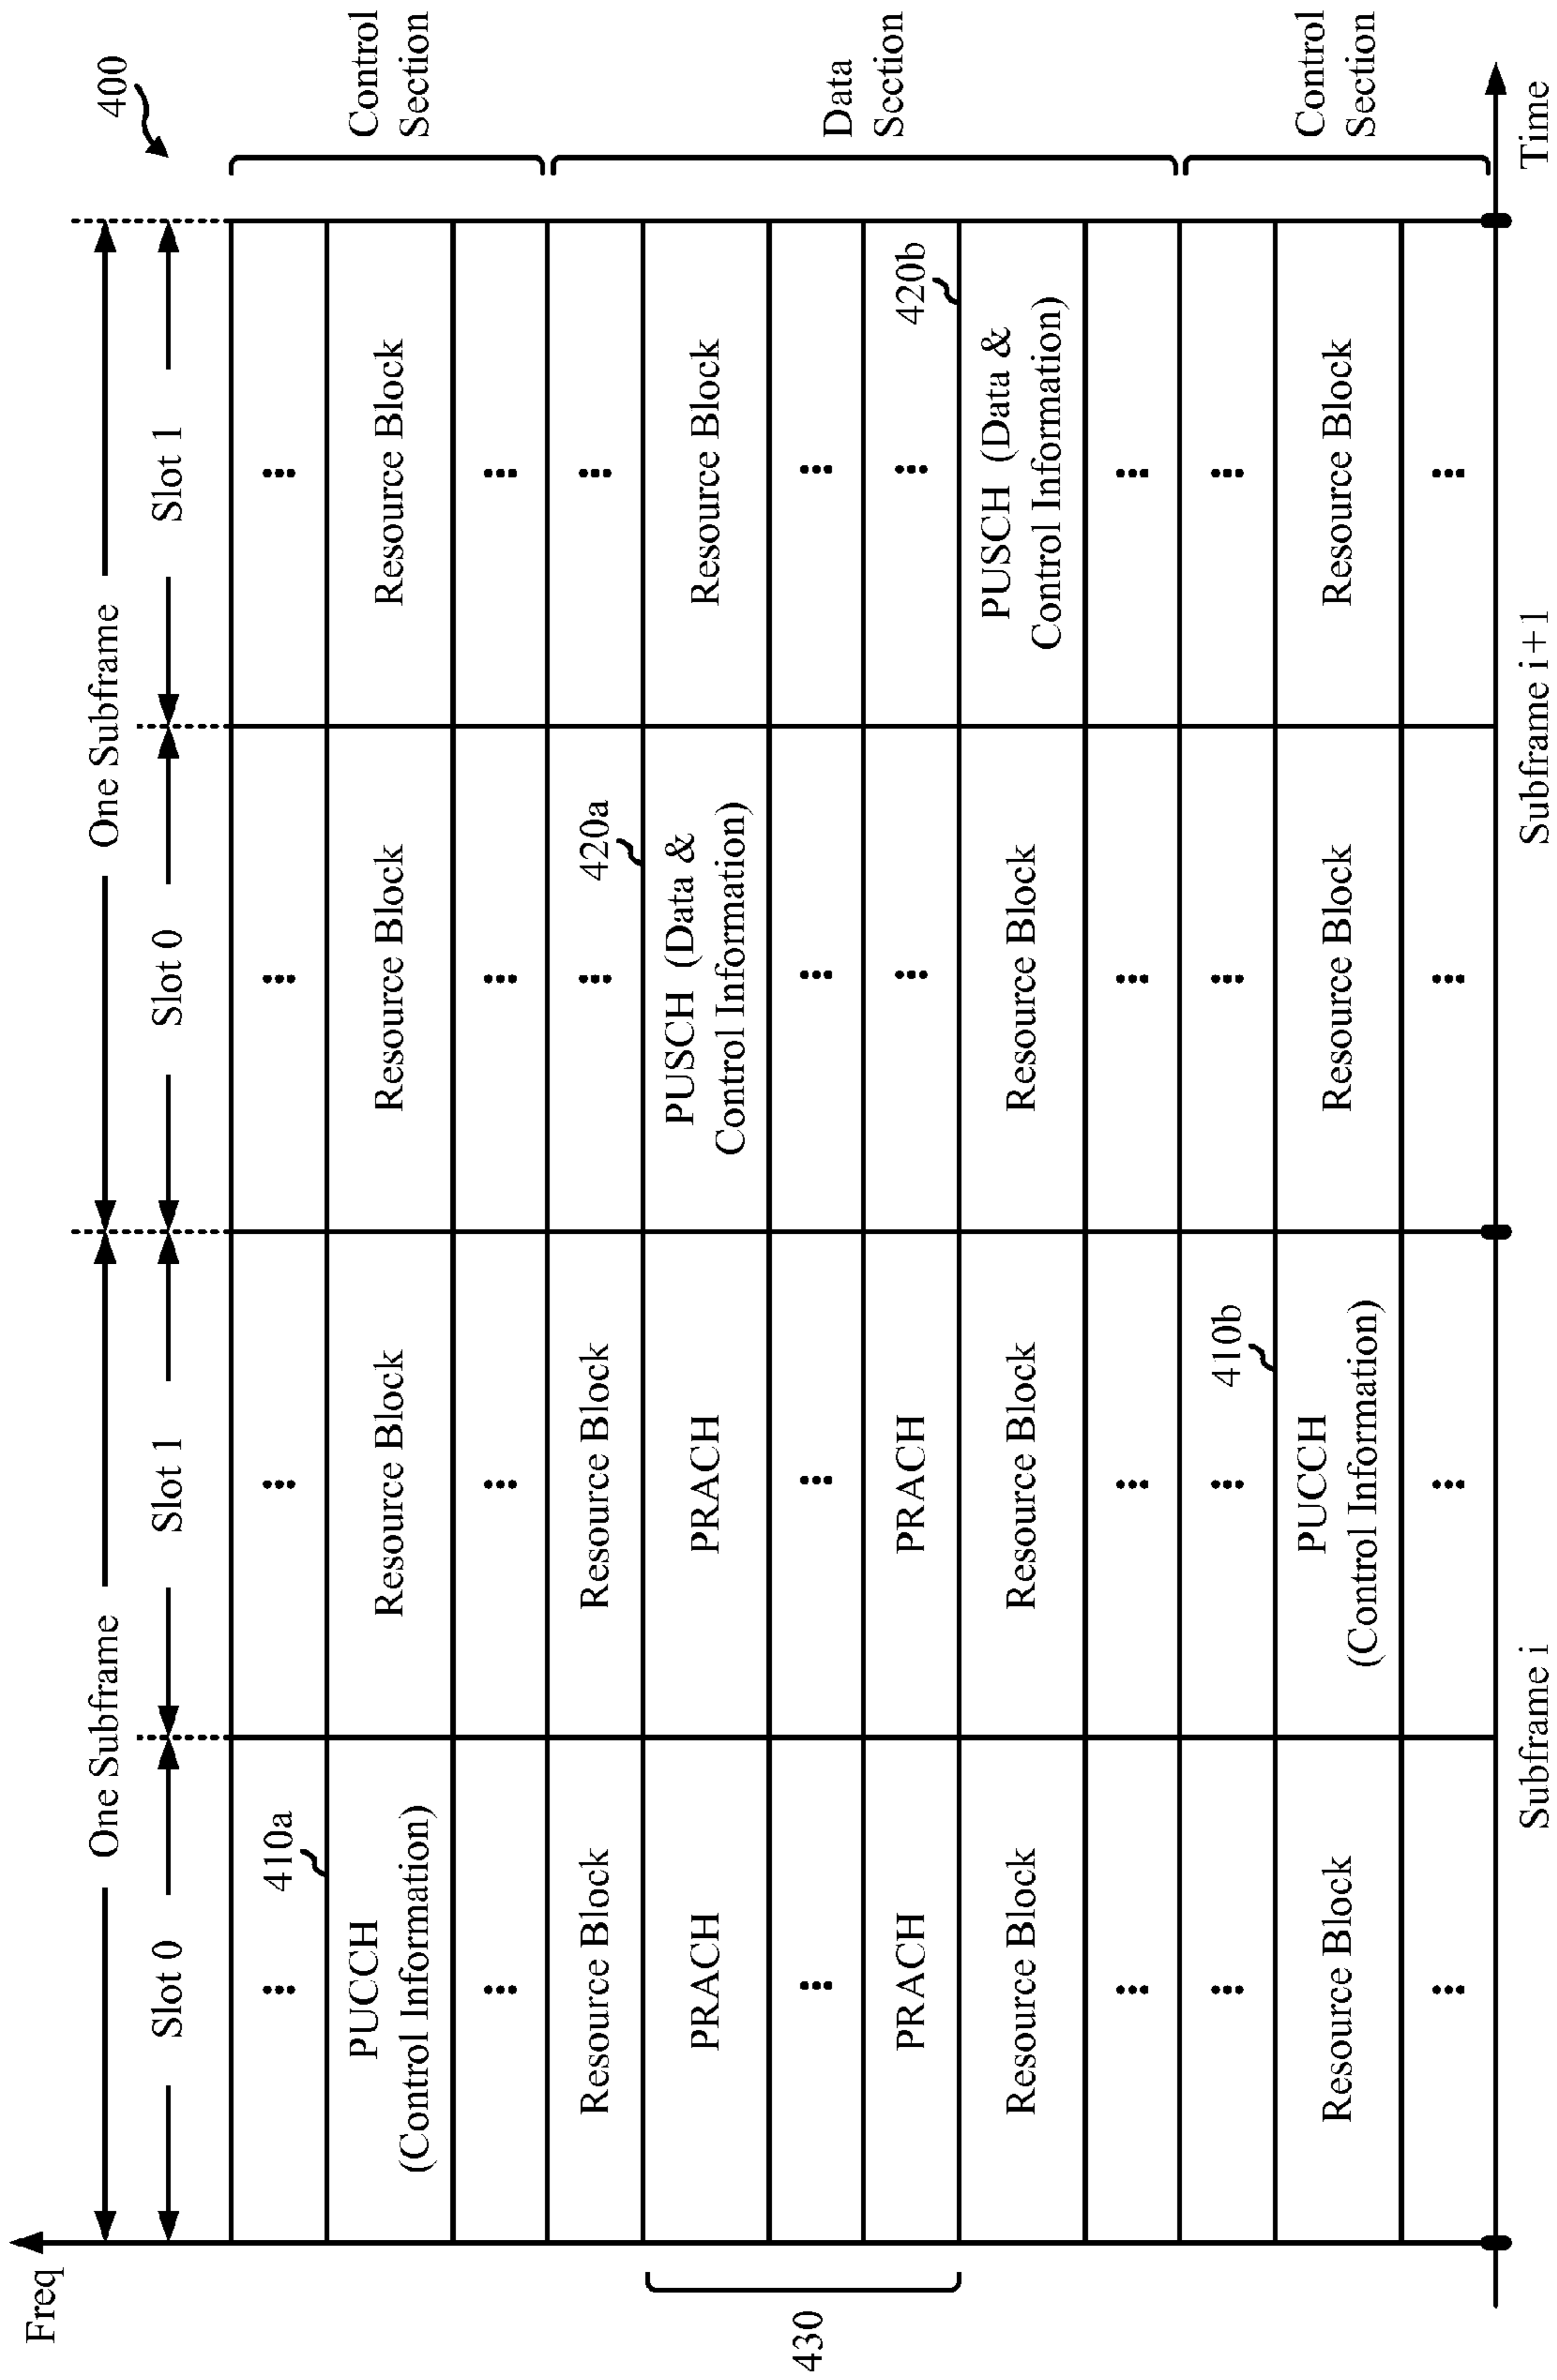 Freq
400
One Subframe
One Subframe
Slot 0
Slot 1
Slot 0
Slot 1
410a
PUCCH
(Control Information)
Resource Block
Resource Block
Resource Block
Control
Section
Resource Block
Resource Block
420a
PRACH
PRACH
PUSCH (Data &
Control Information)
Resource Block
430
Data
Scction
PRACH
PRACH
420b
Resource Block
Resource Block
Resource Block
PUSCH (Data &
Control Information)
410b
Resource Block
PUCCH
(Control Information)
Resource Block
Resource Block
Control
Section
Subframe i
Subframe i+1
Time